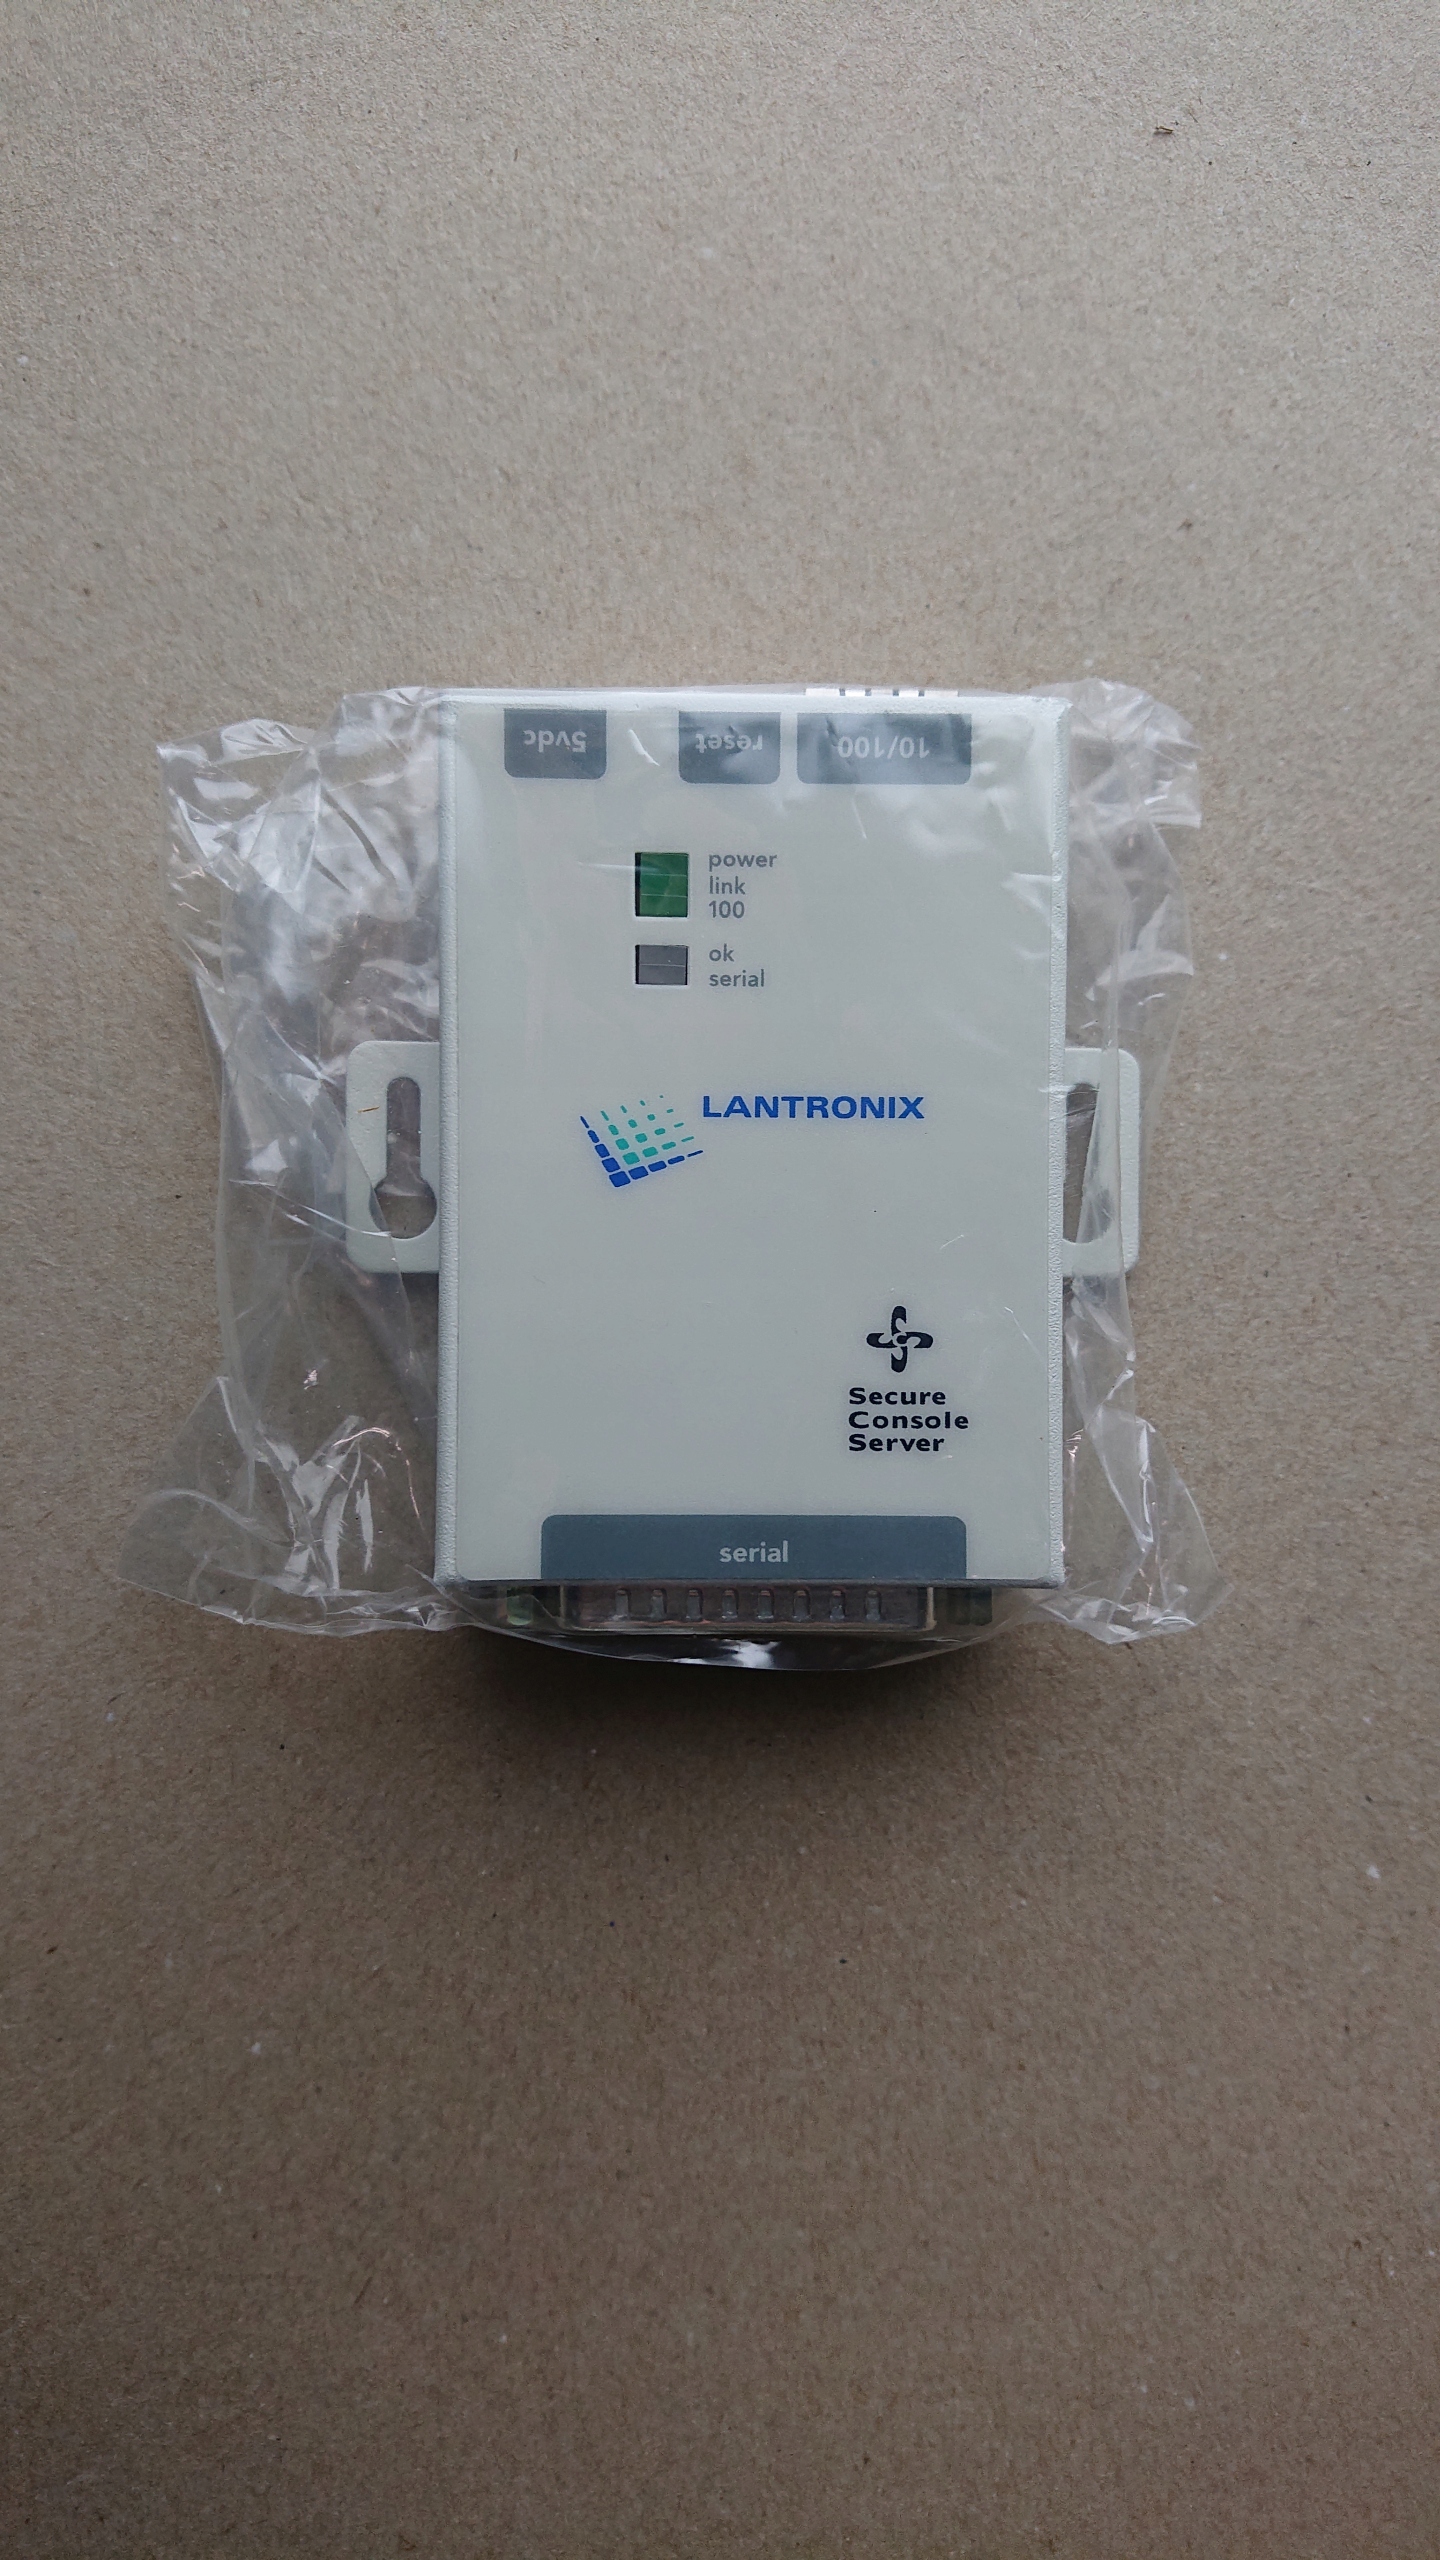 5vdc reset 10/100
power
link
100
ok
serial
LANTRONIX
Secure
Console
Server
serial